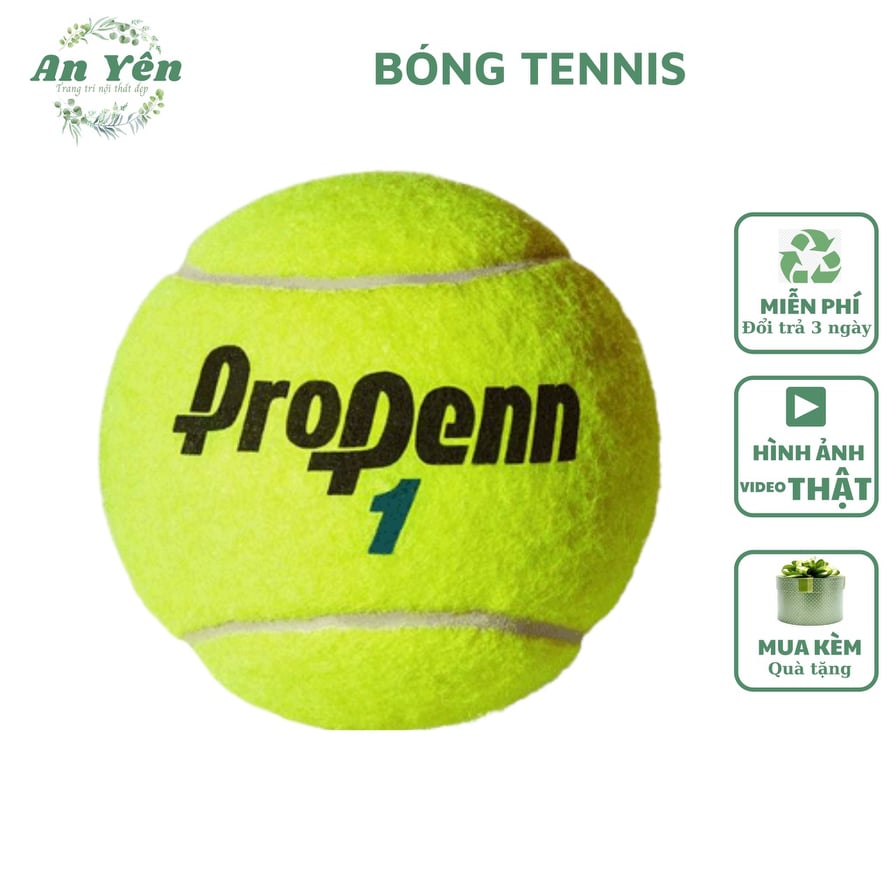 An Yên
Trang trí nội thất đẹp
BÓNG TENNIS
ProPenn
1
MIỄN PHÍ
Đổi trả 3 ngày
HÌNH ẢNH
VIDEO THẬT
MUA KÈM
Quà tặng